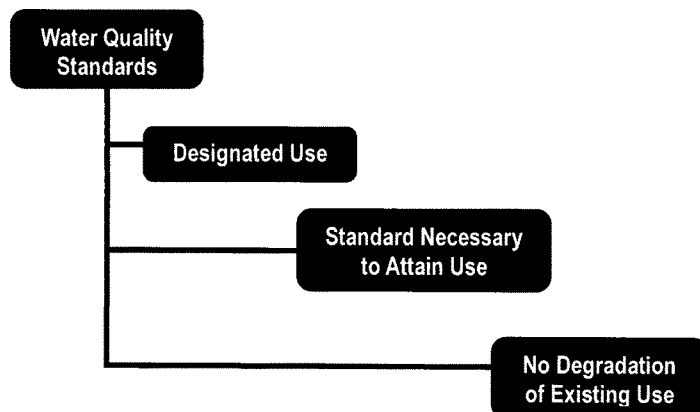 Water Quality
Standards
Designated Use
Standard Necessary
to Attain Use
No Degradation
of Existing Use